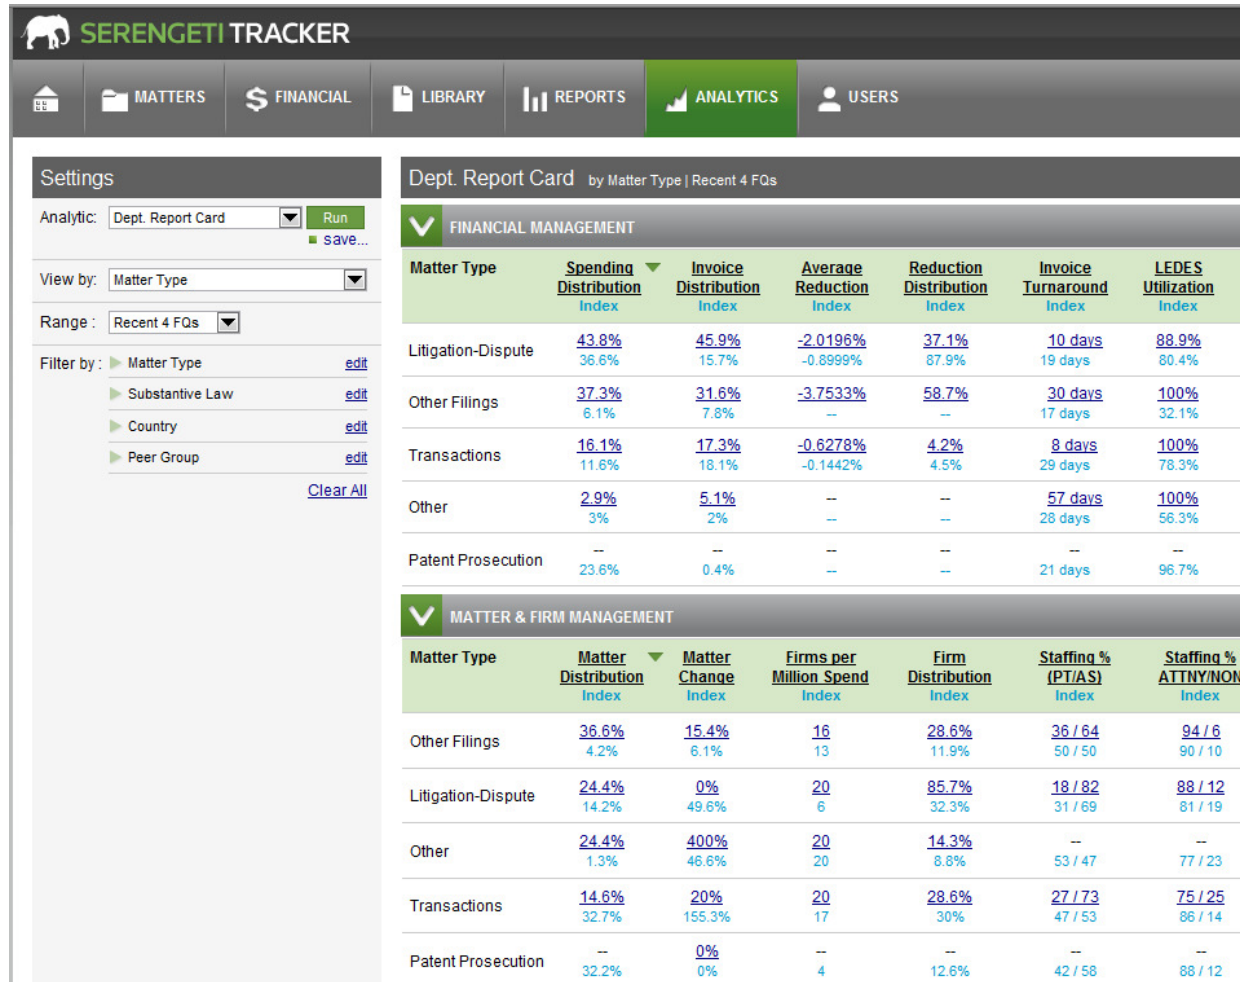 SERENGETI TRACKER
MATTERS
FINANCIAL
LIBRARY
REPORTS
ANALYTICS
USERS
Settings
Analytic: Dept. Report Card Run
save...
View by: Matter Type
Range : Recent 4 FQs
Filter by : Matter Type edit
Substantive Law edit
Country edit
Peer Group edit
Clear All
Dept. Report Card by Matter Type | Recent 4 FQs
FINANCIAL MANAGEMENT
Matter Type Spending Invoice Average Reduction Invoice LEDES
Distribution Distribution Reduction Distribution Turnaround Utilization
Index Index Index Index Index Index
43.8% 45.9% -2.0196% 37.1% 10 days 88.9%
Litigation-Dispute
36.6% 15.7% -0.8999% 87.9% 19 days 80.4%
37.3% 31.6% -3.7533% 58.7% 30 days 100%
Other Filings
6.1% 7.8% -- -- 17 days 32.1%
16.1% 17.3% -0.6278% 4.2% 8 days 100%
Transactions
11.6% 18.1% -0.1442% 4.5% 29 days 78.3%
2.9% 5.1% -- -- 57 days 100%
Other
3% 2% -- -- 28 days 56.3%
-- -- -- -- -- --
Patent Prosecution
23.6% 0.4% -- -- 21 days 96.7%
MATTER & FIRM MANAGEMENT
Matter Type Matter Matter Firms per Firm Staffing % Staffing %
Distribution Change Million Spend Distribution (PT/AS) ATTNY/NON
Index Index Index Index Index Index
36.6% 15.4% 16 28.6% 36 / 64 94 / 6
Other Filings
4.2% 6.1% 13 11.9% 50 / 50 90 / 10
24.4% 0% 20 85.7% 18 / 82 88 / 12
Litigation-Dispute
14.2% 49.6% 6 32.3% 31 / 69 81 / 19
24.4% 400% 20 14.3% -- --
Other
1.3% 46.6% 20 8.8% 53 / 47 77 / 23
14.6% 20% 20 28.6% 27 / 73 75 / 25
Transactions
32.7% 155.3% 17 30% 47 / 53 86 / 14
-- 0% -- -- -- --
Patent Prosecution
32.2% 0% 4 12.6% 42 / 58 88 / 12